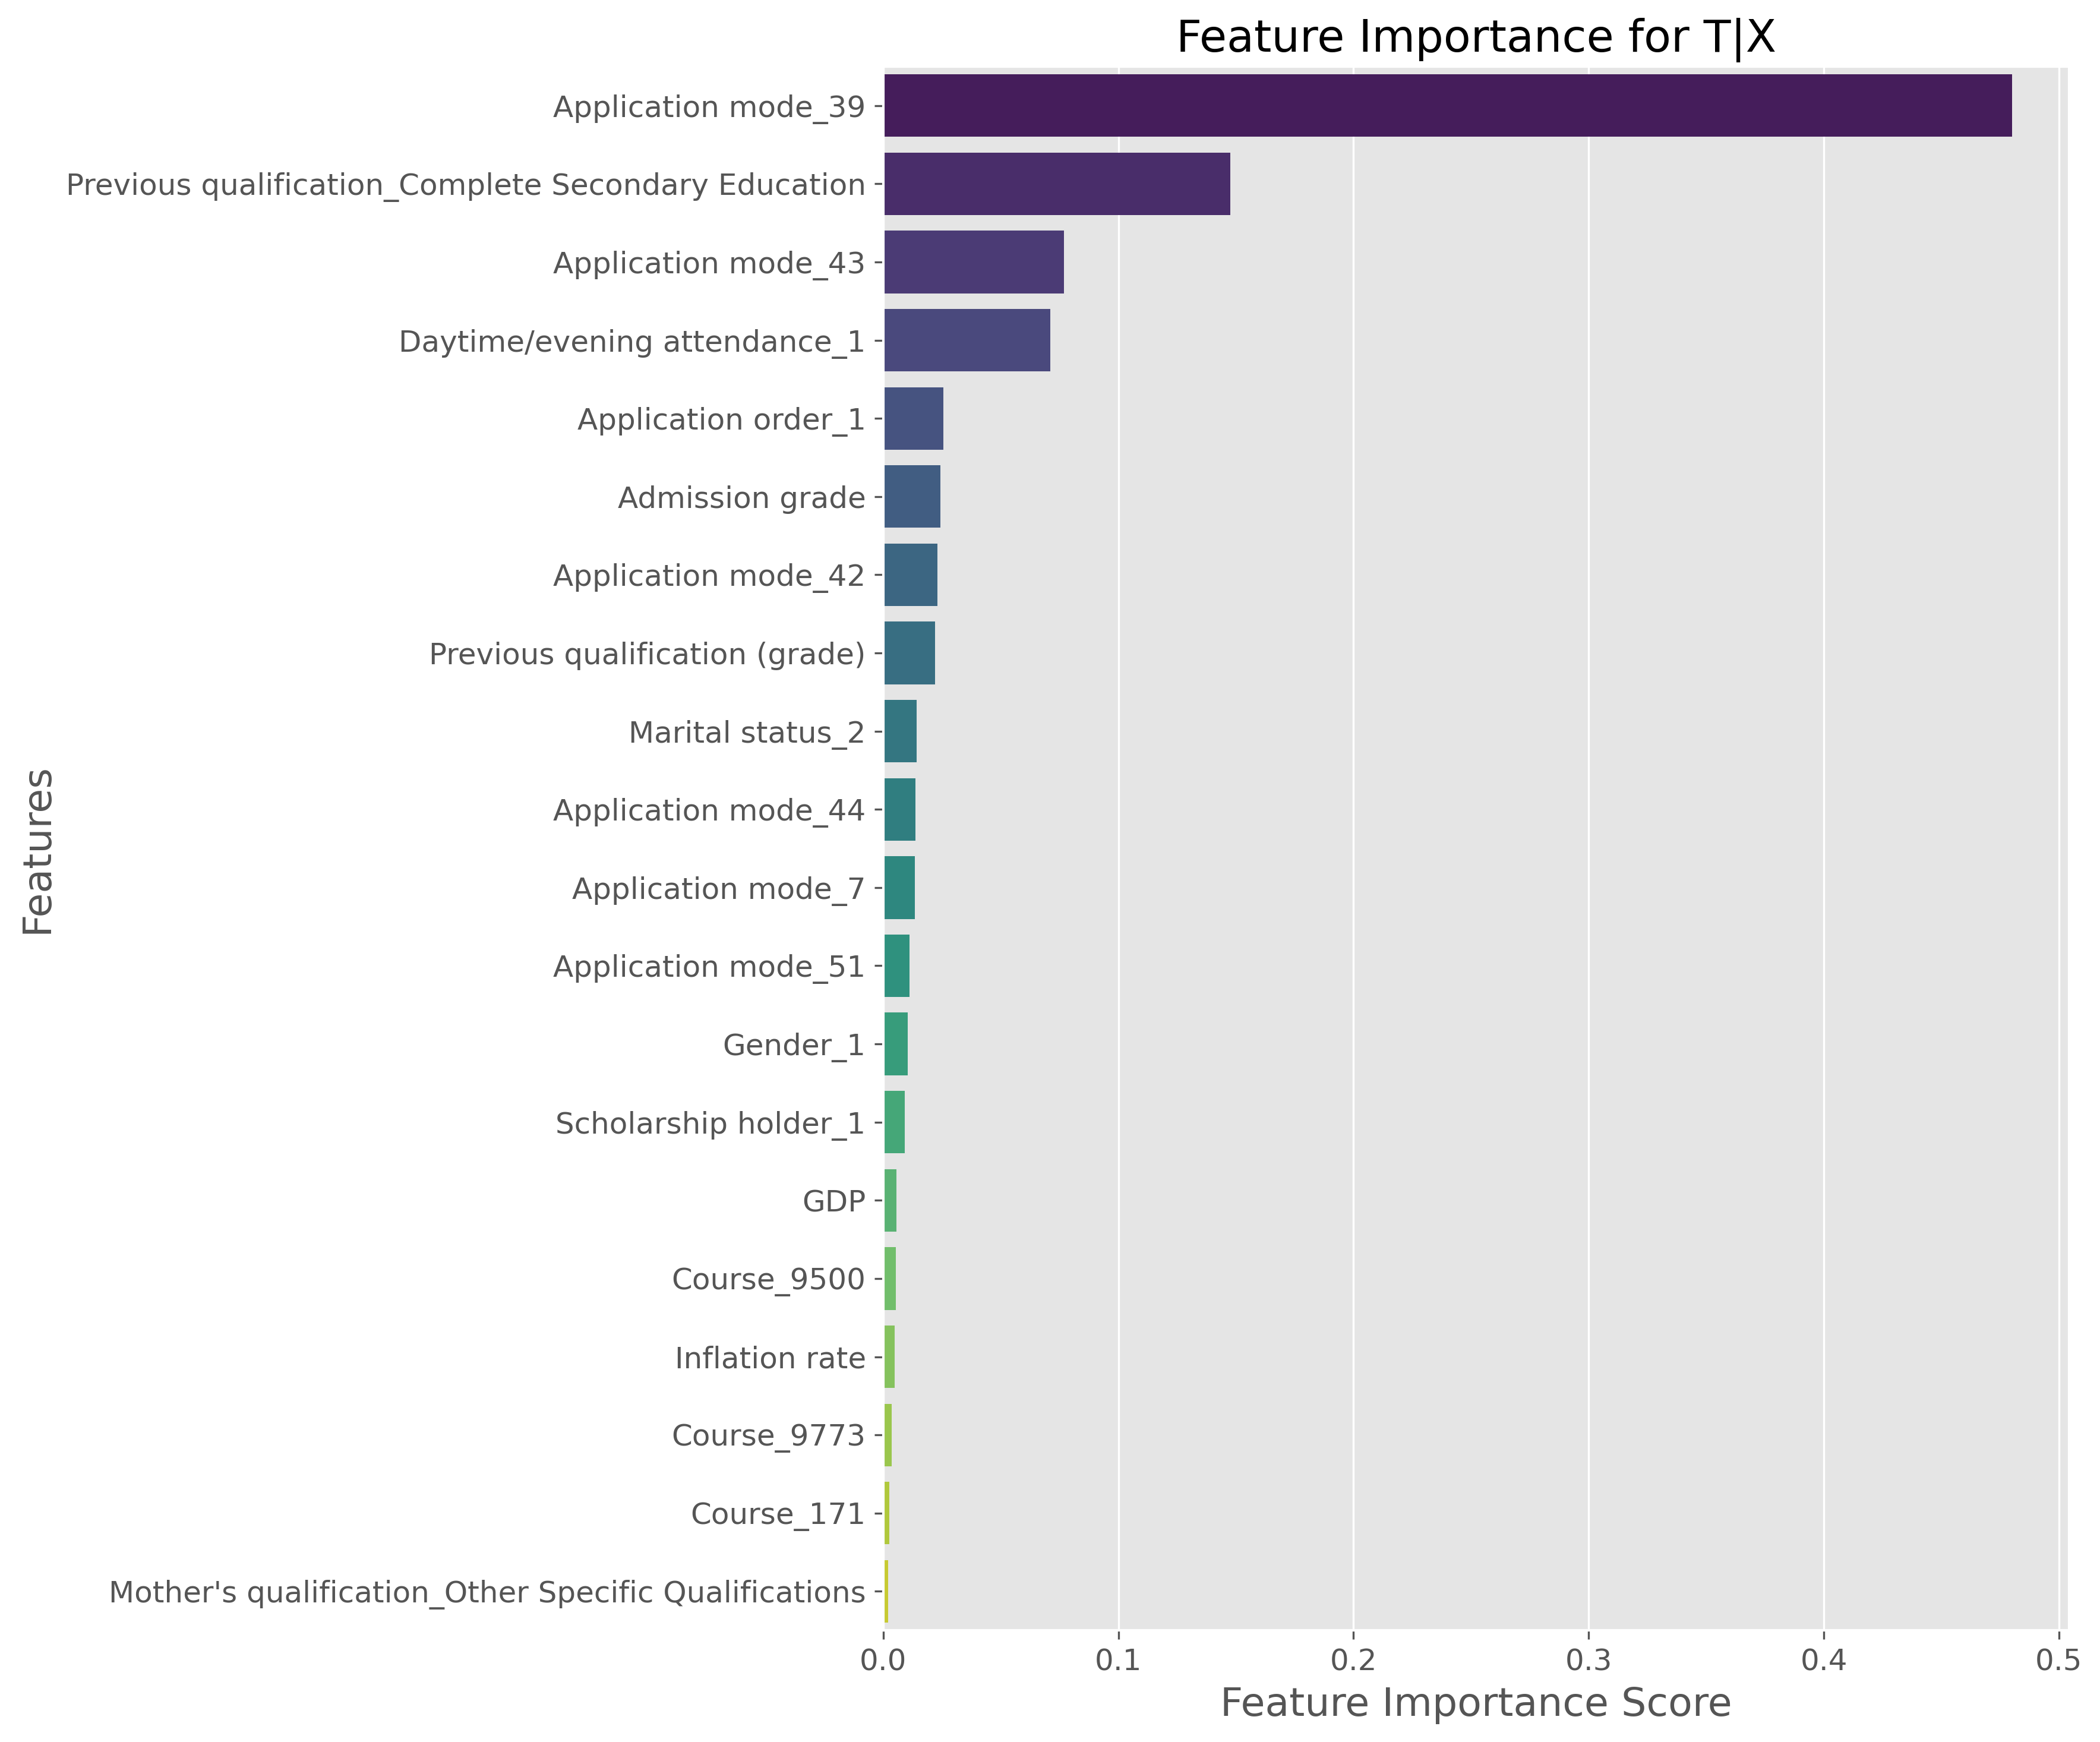 Feature Importance for T|X
Application mode_39
Previous qualification_Complete Secondary Education
Application mode_43
Daytime/evening attendance_1
Application order_1
Admission grade
Application mode_42
Previous qualification (grade)
Marital status_2
Application mode_44
Application mode_7
Application mode_51
Gender_1
Scholarship holder_1
GDP
Course_9500
Inflation rate
Course_9773
Course_171
Mother's qualification_Other Specific Qualifications
Features
0.0 0.1 0.2 0.3 0.4 0.5
Feature Importance Score